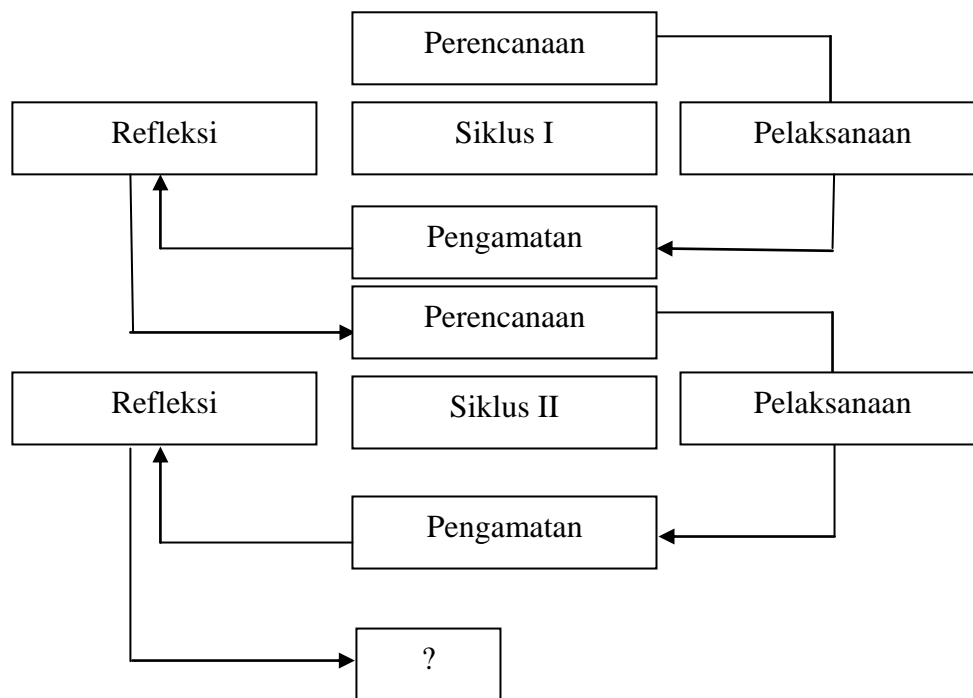 Perencanaan
Refleksi
Siklus I
Pelaksanaan
Pengamatan
Perencanaan
Refleksi
Siklus II
Pelaksanaan
Pengamatan
?